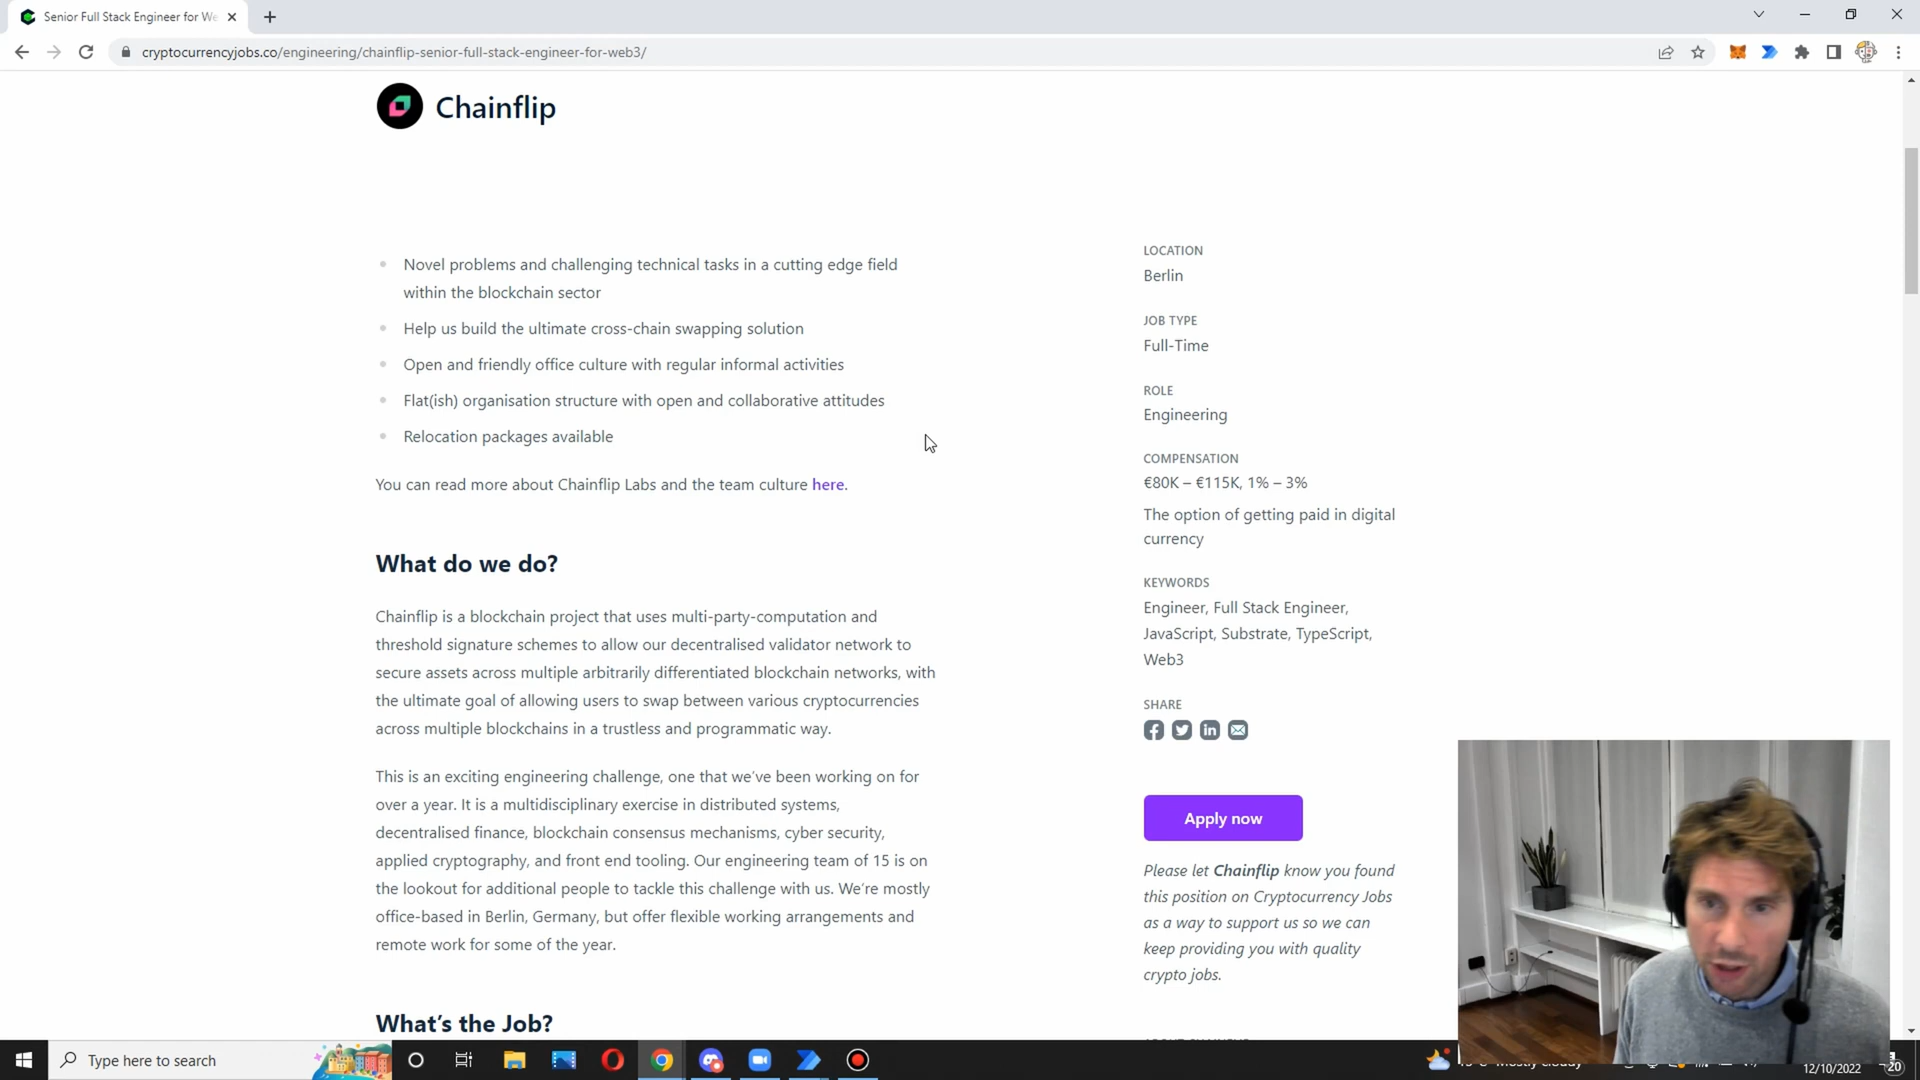 Senior Full Stack Engineer for We
cryptocurrencyjobs.co/engineering/chainflip-senior-full-stack-engineer-for-web3/
Chainflip
Novel problems and challenging technical tasks in a cutting edge field
within the blockchain sector
Help us build the ultimate cross-chain swapping solution
Open and friendly office culture with regular informal activities
Flat(ish) organisation structure with open and collaborative attitudes
Relocation packages available
You can read more about Chainflip Labs and the team culture here.
What do we do?
Chainflip is a blockchain project that uses multi-party-computation and
threshold signature schemes to allow our decentralised validator network to
secure assets across multiple arbitrarily differentiated blockchain networks, with
the ultimate goal of allowing users to swap between various cryptocurrencies
across multiple blockchains in a trustless and programmatic way.
This is an exciting engineering challenge, one that we've been working on for
over a year. It is a multidisciplinary exercise in distributed systems,
decentralised finance, blockchain consensus mechanisms, cyber security,
applied cryptography, and front end tooling. Our engineering team of 15 is on
the lookout for additional people to tackle this challenge with us. We're mostly
office-based in Berlin, Germany, but offer flexible working arrangements and
remote work for some of the year.
What's the Job?
LOCATION
Berlin
JOB TYPE
Full-Time
ROLE
Engineering
COMPENSATION
€80K – €115K, 1% – 3%
The option of getting paid in digital
currency
KEYWORDS
Engineer, Full Stack Engineer,
JavaScript, Substrate, TypeScript,
Web3
SHARE
Apply now
Please let Chainflip know you found
this position on Cryptocurrency Jobs
as a way to support us so we can
keep providing you with quality
crypto jobs.
Type here to search
12/10/2022
20